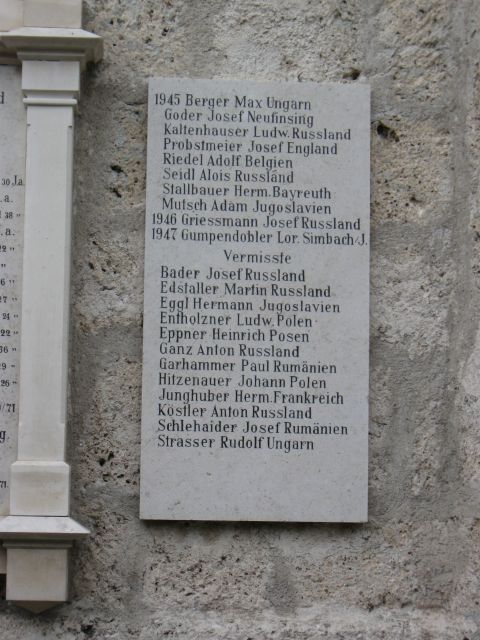 1945 Berger Max Ungarn
Goder Josef Neufinsing
Kaltenhauser Ludw. Russland
Probstmeier Josef England
Riedel Adolf Belgien
Seidl Alois Russland
Stallbauer Herm. Bayreuth
Mutsch Adam Jugoslavien
1946 Griessmann Josef Russland
1947 Gumpendobler Lor. Simbach/J.
Vermisste
Bader Josef Russland
Edstaller Martin Russland
Eggl Hermann Jugoslavien
Entholzner Ludw. Polen
Eppner Heinrich Posen
Ganz Anton Russland
Garhammer Paul Rumänien
Hitzenauer Johann Polen
Junghuber Herm. Frankreich
Köstler Anton Russland
Schlehaider Josef Rumänien
Strasser Rudolf Ungarn